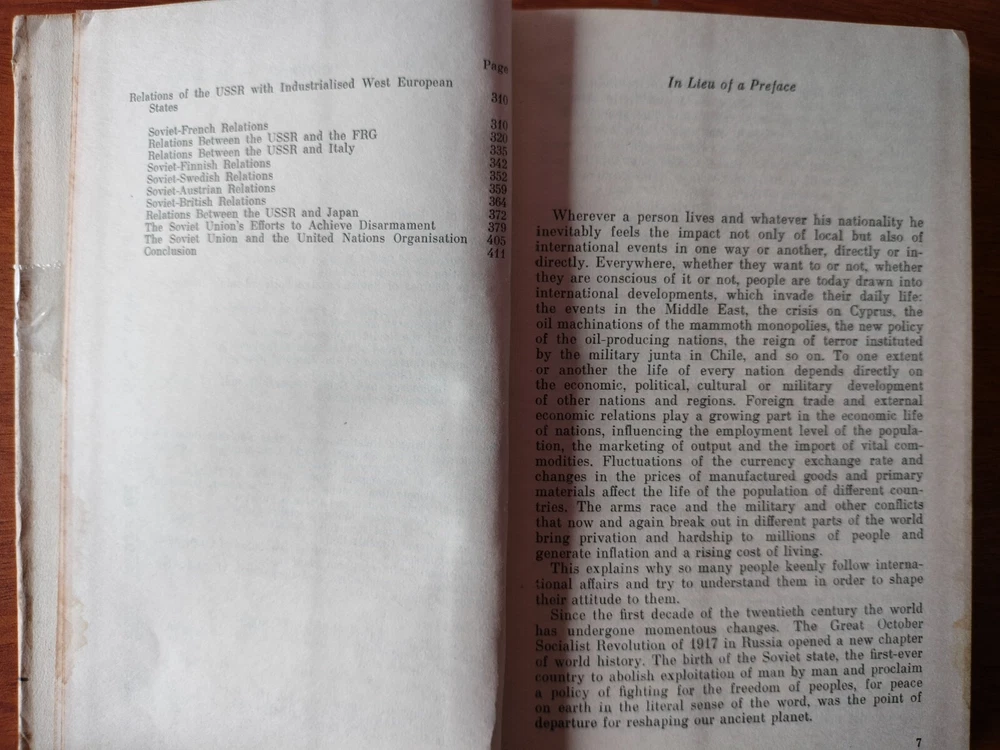 Page
Relations of the USSR with Industrialised West European
States 310
Soviet-French Relations 310
Relations Between the USSR and the FRG 320
Relations Between the USSR and Italy 335
Soviet-Finnish Relations 342
Soviet-Swedish Relations 352
Soviet-Austrian Relations 359
Soviet-British Relations 364
Relations Between the USSR and Japan 372
The Soviet Union's Efforts to Achieve Disarmament 379
The Soviet Union and the United Nations Organisation 405
Conclusion 411
In Lieu of a Preface
Wherever a person lives and whatever his nationality he
inevitably feels the impact not only of local but also of
international events in one way or another, directly or in-
directly. Everywhere, whether they want to or not, whether
they are conscious of it or not, people are today drawn into
international developments, which invade their daily life:
the events in the Middle East, the crisis on Cyprus, the
oil machinations of the mammoth monopolies, the new policy
of the oil-producing nations, the reign of terror instituted
by the military junta in Chile, and so on. To one extent
or another the life of every nation depends directly on
the economic, political, cultural or military development
of other nations and regions. Foreign trade and external
economic relations play a growing part in the economic life
of nations, influencing the employment level of the popula-
tion, the marketing of output and the import of vital com-
modities. Fluctuations of the currency exchange rate and
changes in the prices of manufactured goods and primary
materials affect the life of the population of different coun-
tries. The arms race and the military and other conflicts
that now and again break out in different parts of the world
bring privation and hardship to millions of people and
generate inflation and a rising cost of living.
This explains why so many people keenly follow interna-
tional affairs and try to understand them in order to shape
their attitude to them.
Since the first decade of the twentieth century the world
has undergone momentous changes. The Great October
Socialist Revolution of 1917 in Russia opened a new chapter
of world history. The birth of the Soviet state, the first-ever
country to abolish exploitation of man by man and proclaim
a policy of fighting for the freedom of peoples, for peace
on earth in the literal sense of the word, was the point of
departure for reshaping our ancient planet.
7